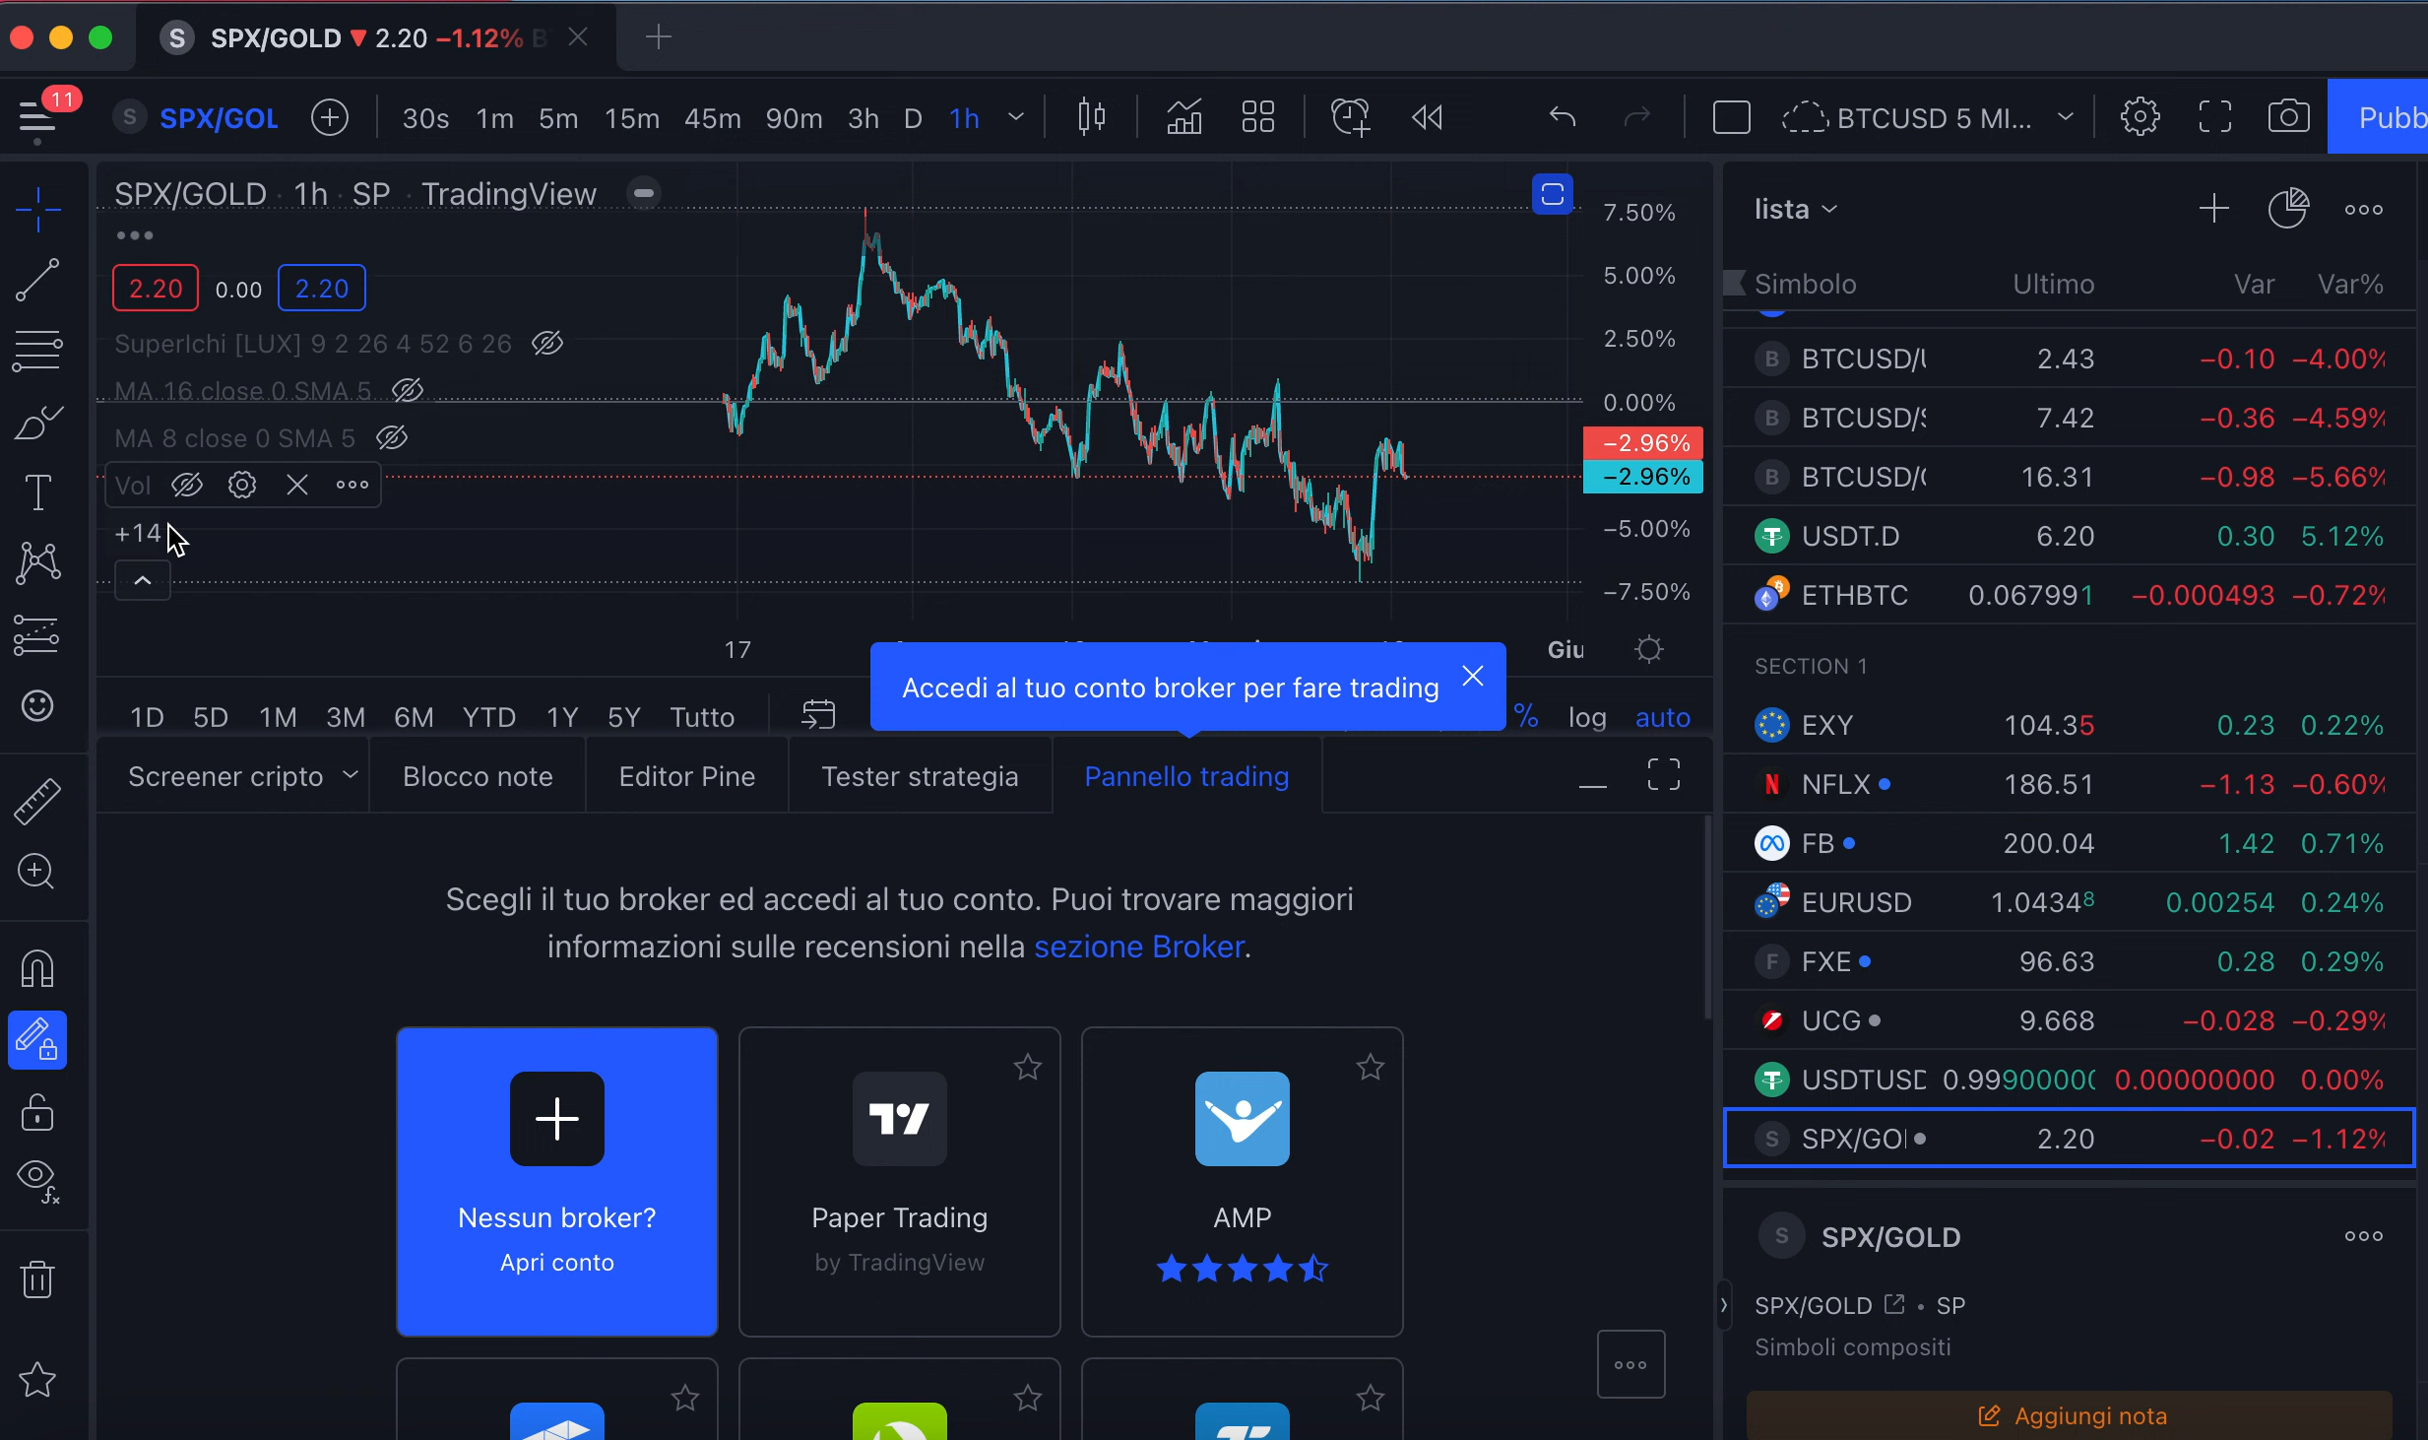 S SPX/GOLD ▼ 2.20 −1.12%
11
S SPX/GOL 30s 1m 5m 15m 45m 90m 3h D 1h BTCUSD 5 MI... Pubb
SPX/GOLD · 1h · SP · TradingView
2.20 0.00 2.20
SuperIchi [LUX] 9 2 26 4 52 6 26
MA 16 close 0 SMA 5
MA 8 close 0 SMA 5
Vol
+14
7.50%
5.00%
2.50%
0.00%
−2.96%
−2.96%
−5.00%
−7.50%
17 Giu
Accedi al tuo conto broker per fare trading
1D 5D 1M 3M 6M YTD 1Y 5Y Tutto % log auto
Screener cripto Blocco note Editor Pine Tester strategia Pannello trading
Scegli il tuo broker ed accedi al tuo conto. Puoi trovare maggiori
informazioni sulle recensioni nella sezione Broker.
Nessun broker?
Apri conto
Paper Trading
by TradingView
AMP
lista
Simbolo Ultimo Var Var%
B BTCUSD/ 2.43 −0.10 −4.00%
B BTCUSD/ 7.42 −0.36 −4.59%
B BTCUSD/ 16.31 −0.98 −5.66%
USDT.D 6.20 0.30 5.12%
ETHBTC 0.067991 −0.000493 −0.72%
SECTION 1
EXY 104.35 0.23 0.22%
NFLX 186.51 −1.13 −0.60%
FB 200.04 1.42 0.71%
EURUSD 1.04348 0.00254 0.24%
F FXE 96.63 0.28 0.29%
UCG 9.668 −0.028 −0.29%
USDTUSD 0.9990000 0.00000000 0.00%
S SPX/GO 2.20 −0.02 −1.12%
S SPX/GOLD
SPX/GOLD • SP
Simboli compositi
Aggiungi nota